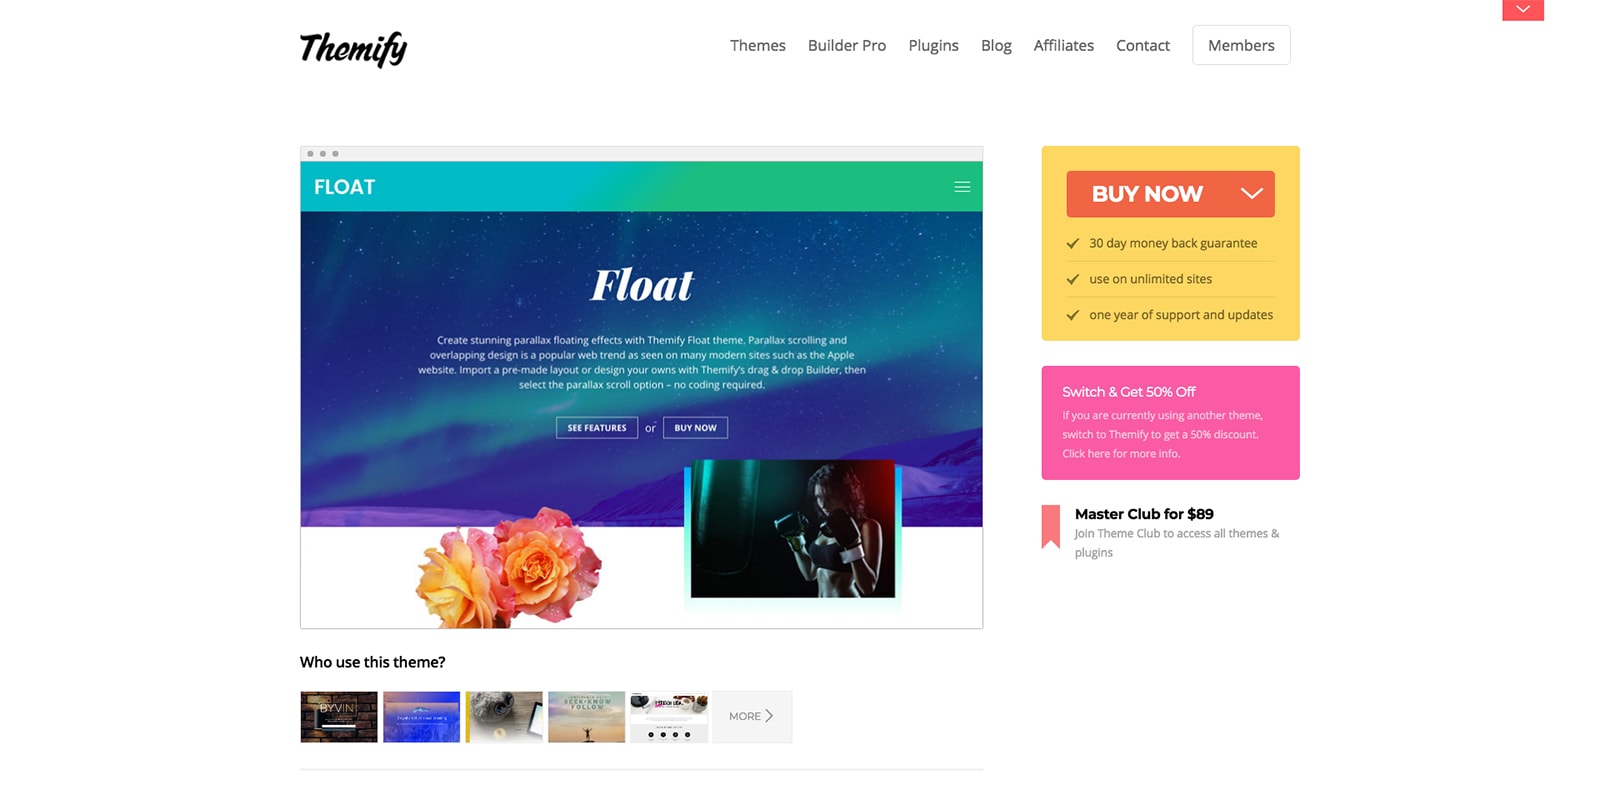 Themify
Themes Builder Pro Plugins Blog Affiliates Contact Members
FLOAT
Float
Create stunning parallax floating effects with Themify Float theme. Parallax scrolling and
overlapping design is a popular web trend as seen on many modern sites such as the Apple
website. Import a pre-made layout or design your owns with Themify's drag & drop Builder, then
select the parallax scroll option – no coding required.
SEE FEATURES or BUY NOW
BUY NOW
30 day money back guarantee
use on unlimited sites
one year of support and updates
Switch & Get 50% Off
If you are currently using another theme,
switch to Themify to get a 50% discount.
Click here for more info.
Master Club for $89
Join Theme Club to access all themes &
plugins
Who use this theme?
BYVIN
SEEK·KNOW
FOLLOW
MORE